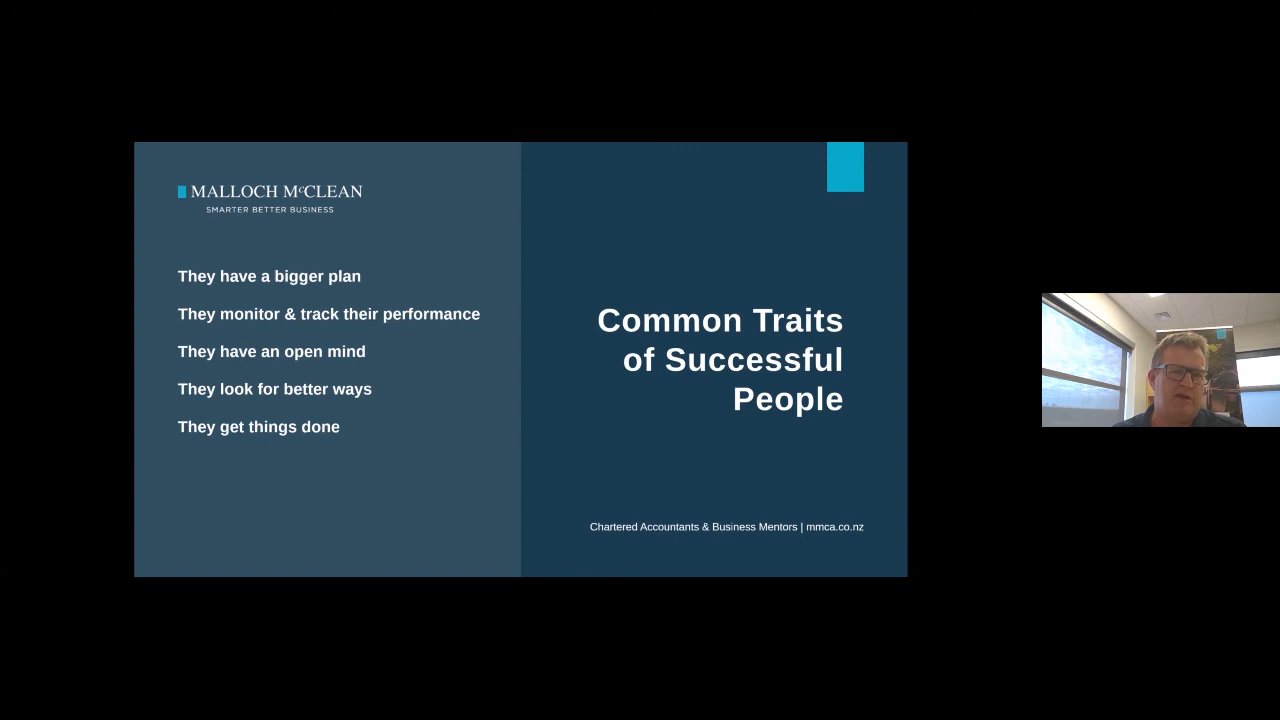 MALLOCH McCLEAN
SMARTER BETTER BUSINESS
They have a bigger plan
They monitor & track their performance
They have an open mind
They look for better ways
They get things done
Common Traits
of Successful
People
Chartered Accountants & Business Mentors | mmca.co.nz